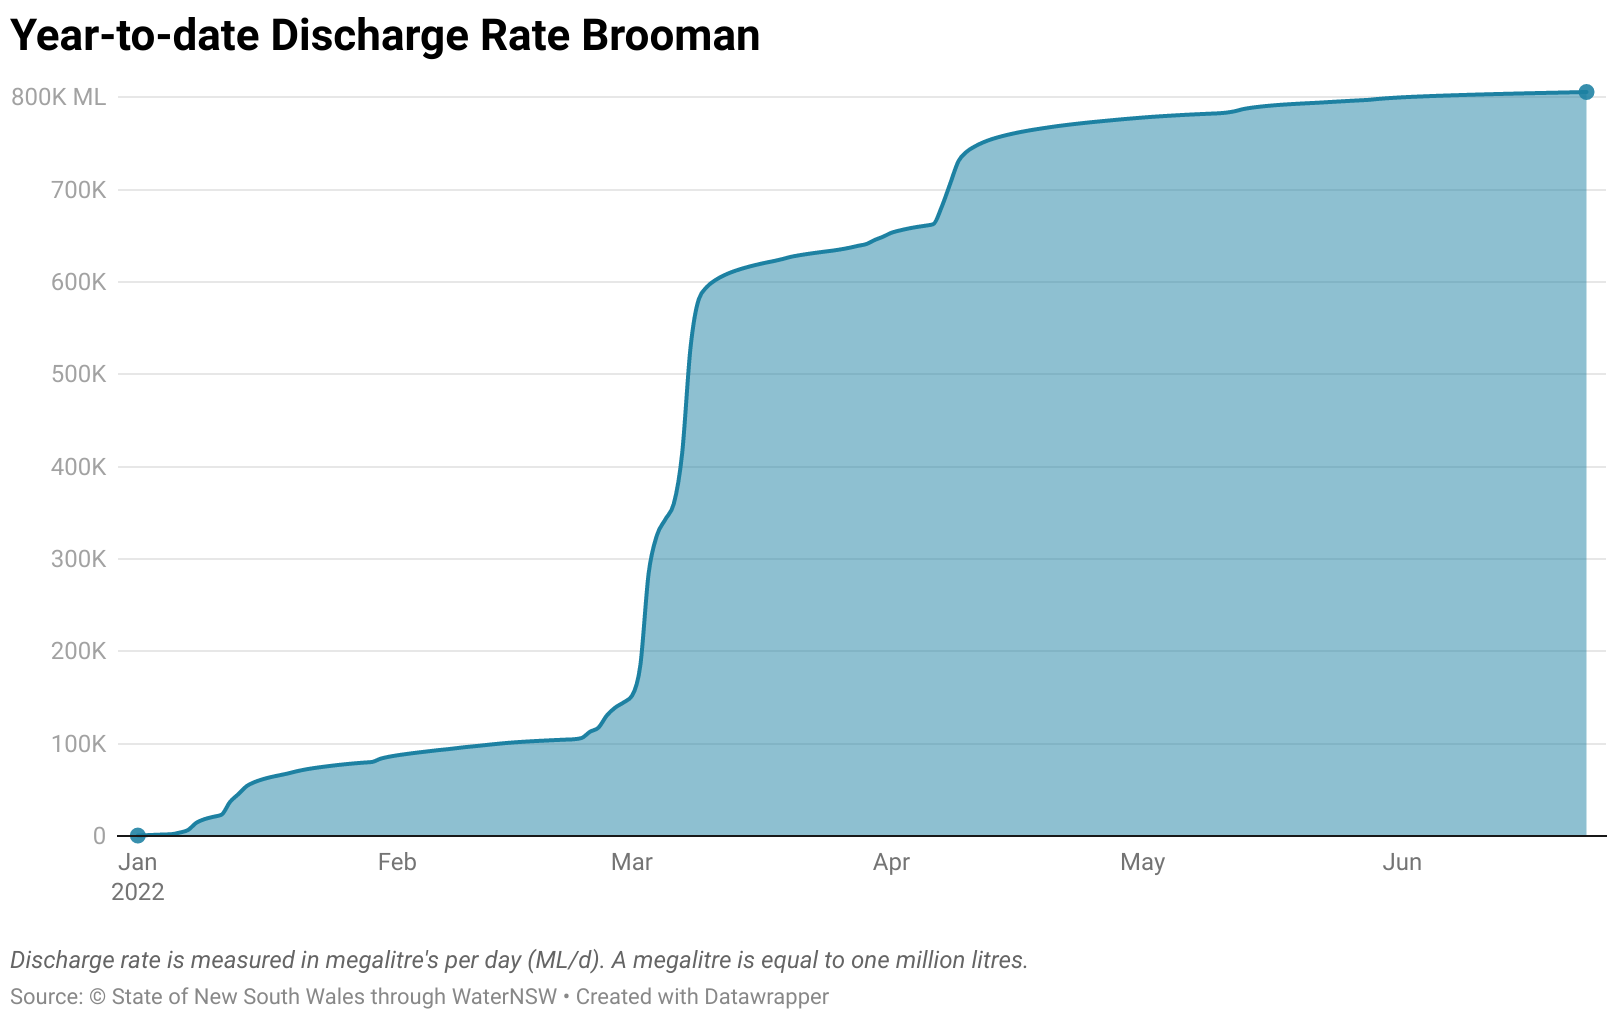 Year-to-date Discharge Rate Brooman
800K ML
700K
600K
500K
400K
300K
200K
100K
0
Jan Feb Mar Apr May Jun
2022
Discharge rate is measured in megalitre's per day (ML/d). A megalitre is equal to one million litres.
Source: © State of New South Wales through WaterNSW • Created with Datawrapper